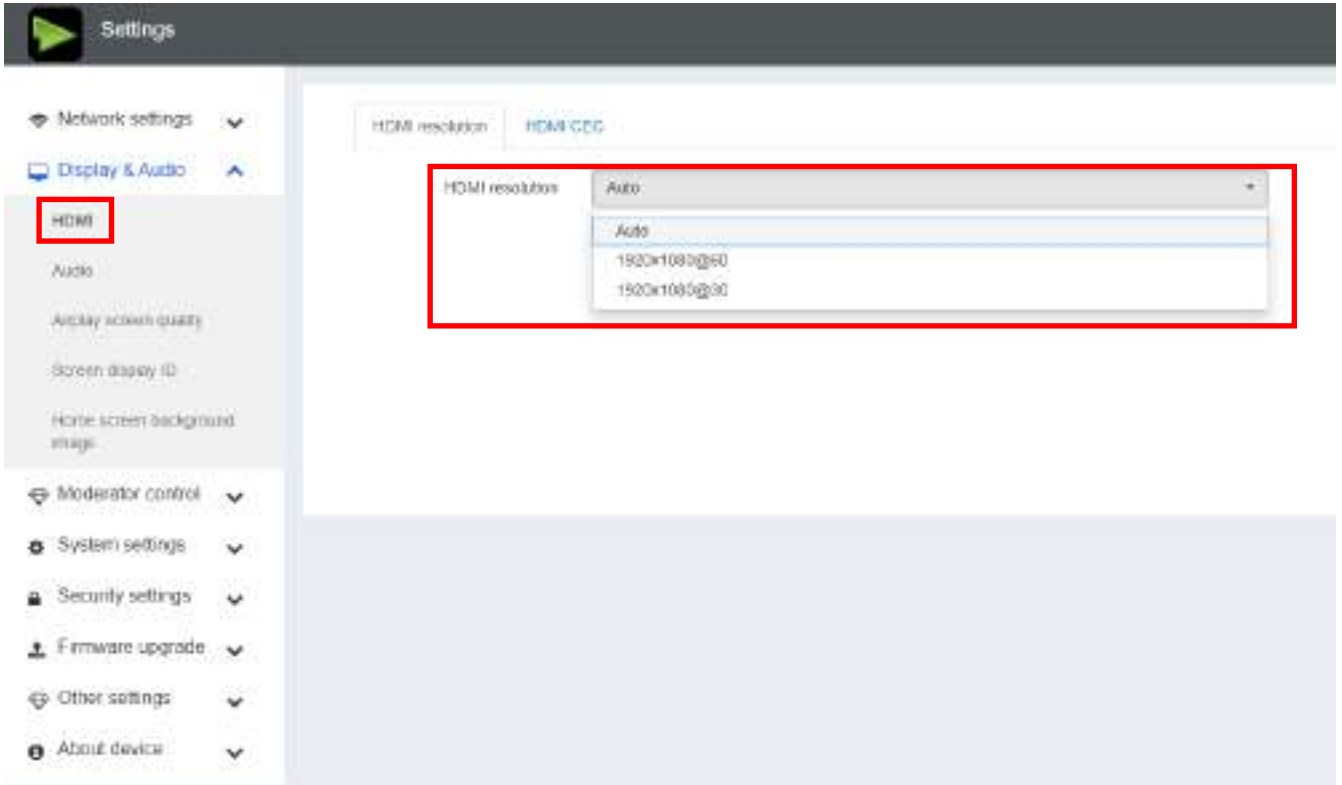 Settings
Network settings
Display & Audio
HDMI
Audio
Airplay screen quality
Screen display ID
Home screen background
image
Moderator control
System settings
Security settings
Firmware upgrade
Other settings
About device
HDMI resolution
HDMI CEC
HDMI resolution
Auto
Auto
1920x1080@60
1920x1080@30